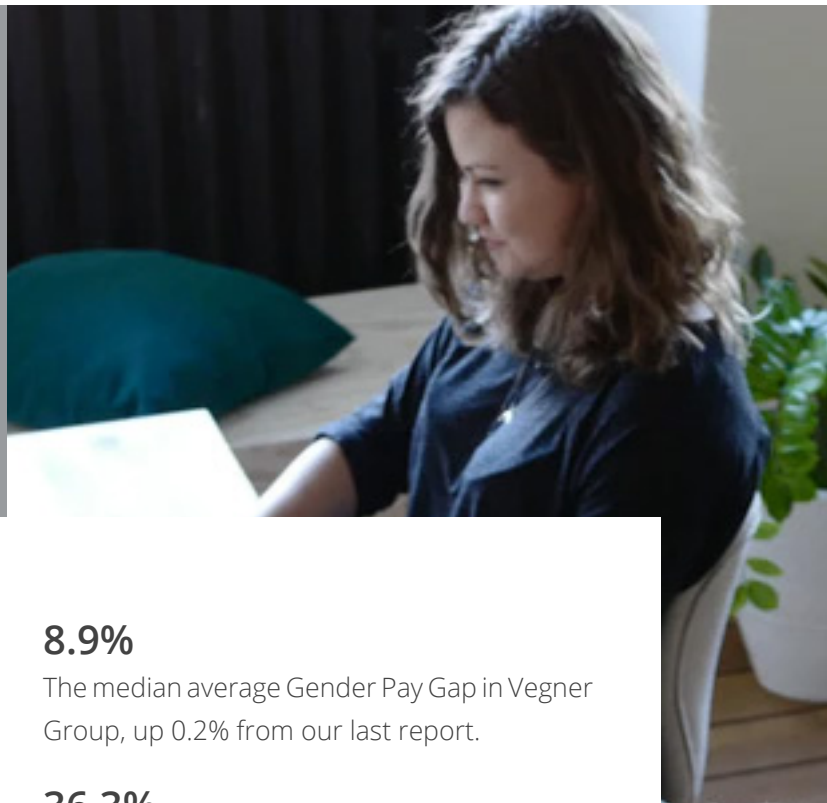 8.9%
The median average Gender Pay Gap in Vegner
Group, up 0.2% from our last report.